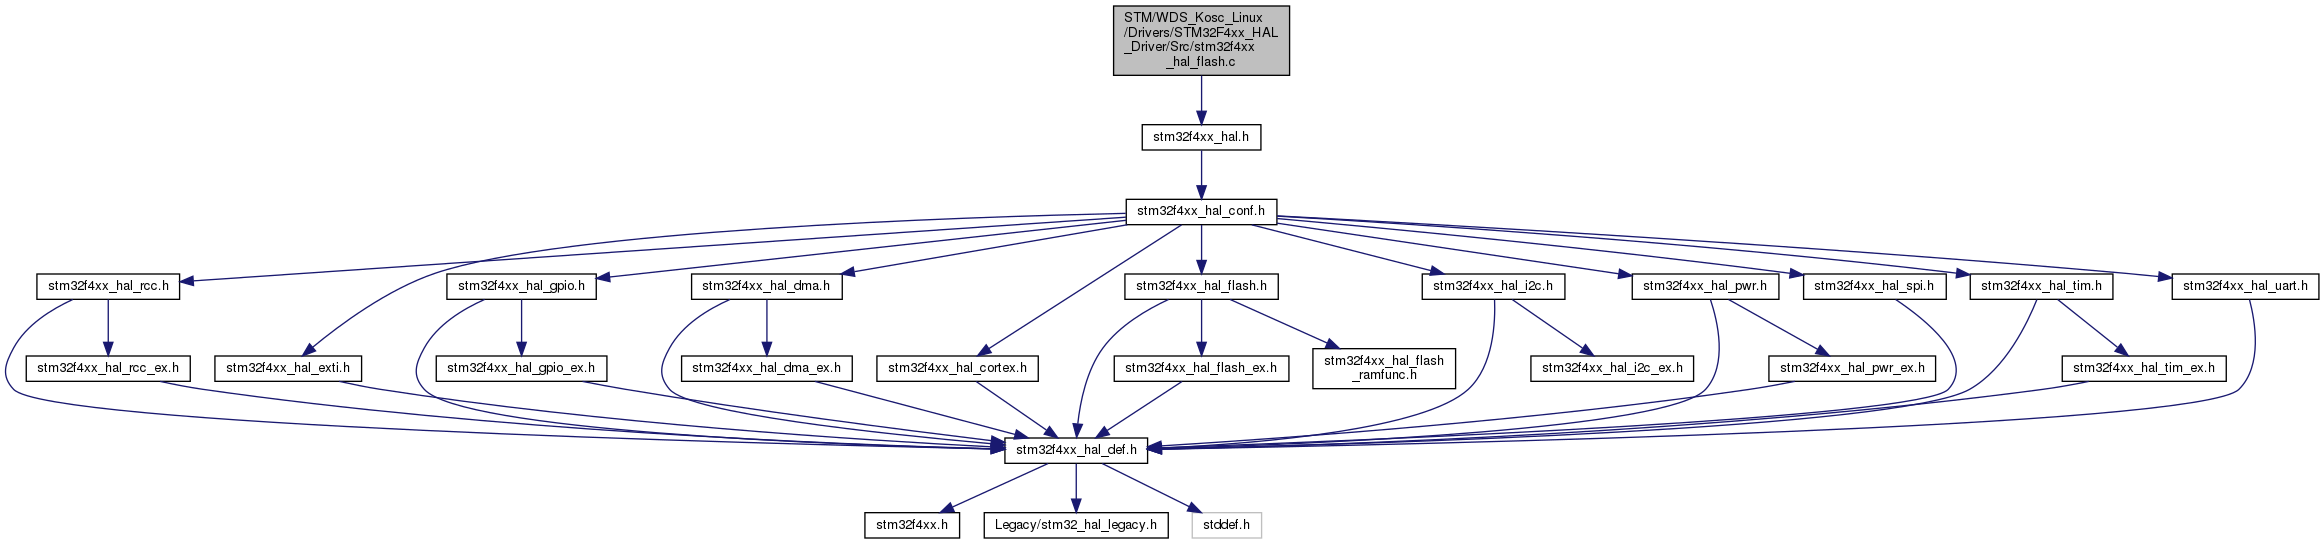 STM/WDS_Kosc_Linux
/Drivers/STM32F4xx_HAL
_Driver/Src/stm32f4xx
_hal_flash.c
stm32f4xx_hal.h
stm32f4xx_hal_conf.h
stm32f4xx_hal_rcc.h
stm32f4xx_hal_gpio.h
stm32f4xx_hal_dma.h
stm32f4xx_hal_flash.h
stm32f4xx_hal_i2c.h
stm32f4xx_hal_pwr.h
stm32f4xx_hal_spi.h
stm32f4xx_hal_tim.h
stm32f4xx_hal_uart.h
stm32f4xx_hal_rcc_ex.h
stm32f4xx_hal_exti.h
stm32f4xx_hal_gpio_ex.h
stm32f4xx_hal_dma_ex.h
stm32f4xx_hal_cortex.h
stm32f4xx_hal_flash_ex.h
stm32f4xx_hal_flash
_ramfunc.h
stm32f4xx_hal_i2c_ex.h
stm32f4xx_hal_pwr_ex.h
stm32f4xx_hal_tim_ex.h
stm32f4xx_hal_def.h
stm32f4xx.h
Legacy/stm32_hal_legacy.h
stddef.h